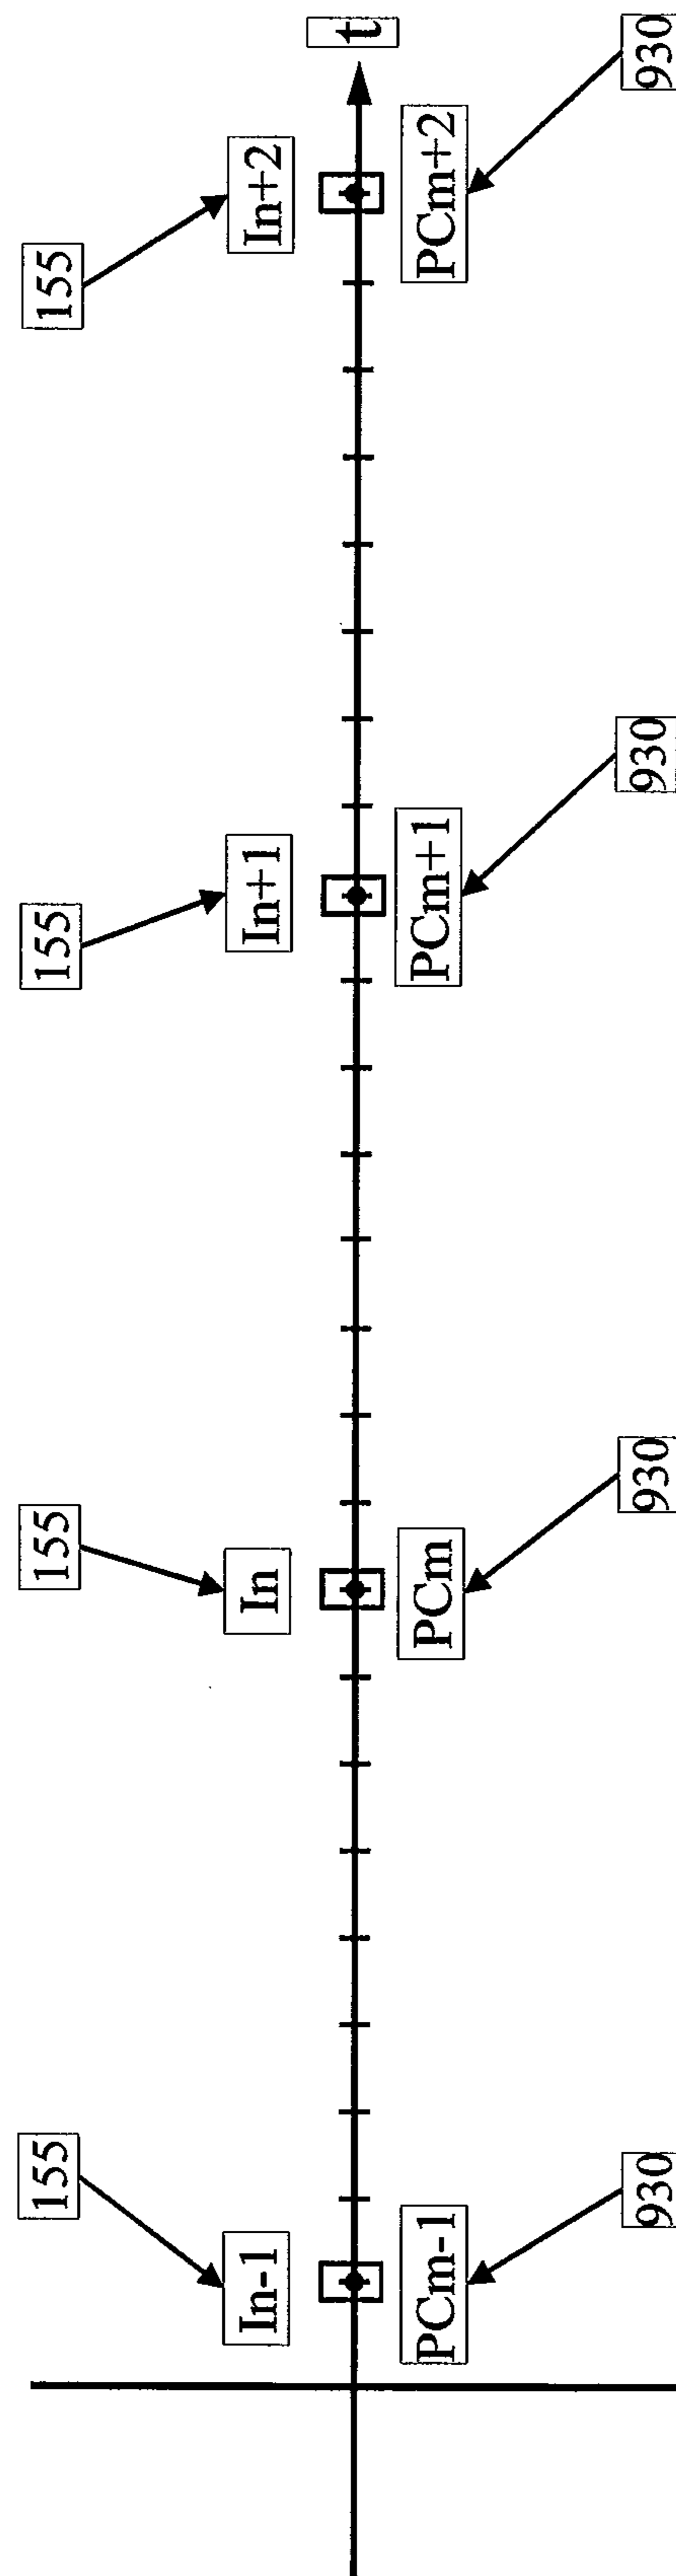 155 155 155 155
In-1 In In+1 In+2
t
PCm-1 PCm PCm+1 PCm+2
930 930 930 930